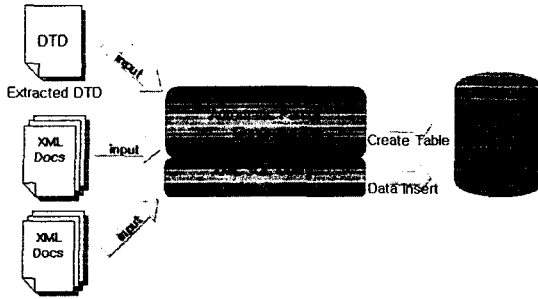 DTD
input
Extracted DTD
XML
Docs
input
Create Table
Data Insert
XML
Docs
input